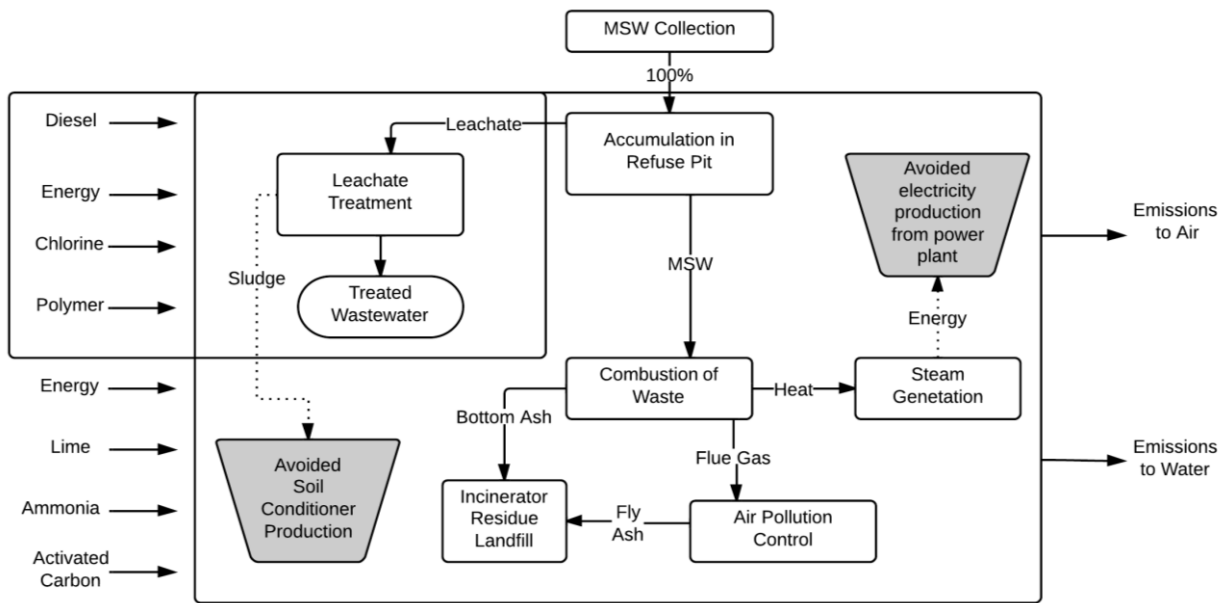 MSW Collection
100%
Diesel
Leachate
Accumulation in
Refuse Pit
Leachate
Treatment
Avoided
electricity
production
from power
plant
Energy
Emissions
to Air
Chlorine
Sludge
MSW
Polymer
Treated
Wastewater
Energy
Energy
Combustion of
Waste
Heat
Steam
Genetation
Bottom Ash
Lime
Flue Gas
Emissions
to Water
Avoided
Soil
Conditioner
Production
Incinerator
Residue
Landfill
Ammonia
Fly
Ash
Air Pollution
Control
Activated
Carbon